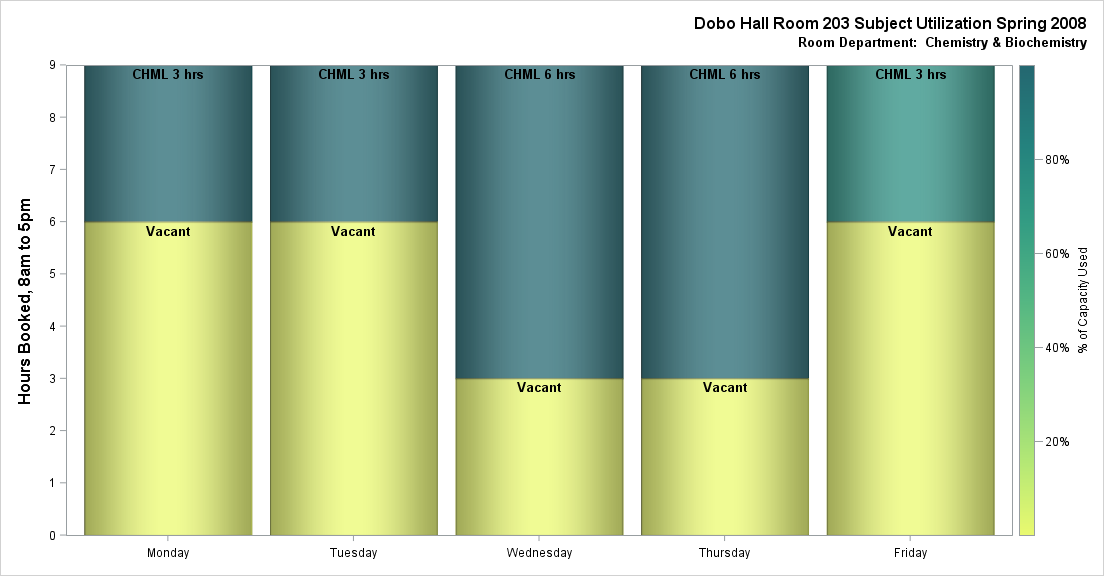 Dobo Hall Room 203 Subject Utilization Spring 2008
Room Department: Chemistry & Biochemistry
Hours Booked, 8am to 5pm
9
8
7
6
5
4
3
2
1
0
CHML 3 hrs
Vacant
CHML 3 hrs
Vacant
CHML 6 hrs
Vacant
CHML 6 hrs
Vacant
CHML 3 hrs
Vacant
Monday
Tuesday
Wednesday
Thursday
Friday
80%
60%
40%
20%
% of Capacity Used